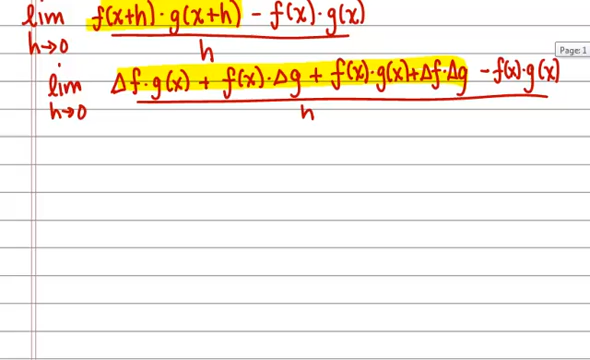 lim f(x+h)·g(x+h) − f(x)·g(x)
h→0 h
lim Δf·g(x) + f(x)·Δg + f(x)·g(x)+Δf·Δg − f(x)·g(x)
h→0 h
Page: 1